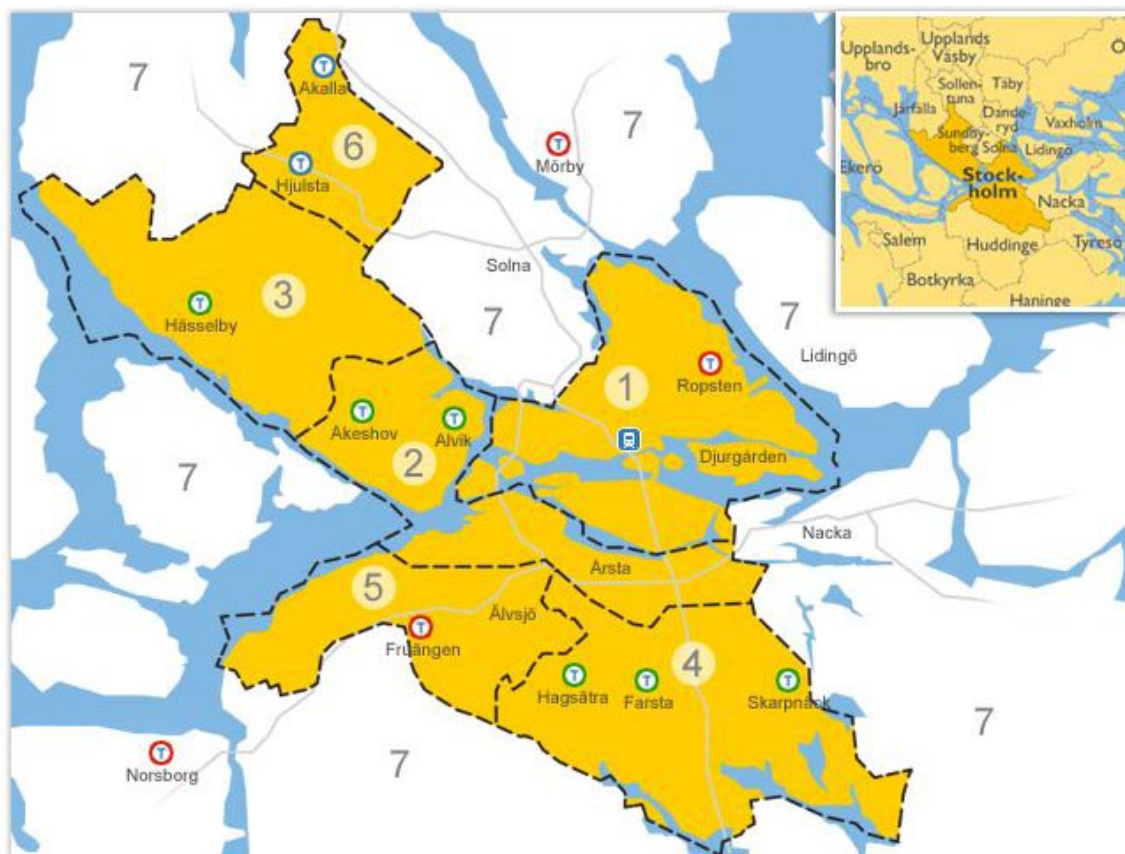 7
Akalla
6
Hjulsta
Mörby
7
Solna
7
3
Hässelby
1
Ropsten
7
Lidingö
Åkeshov
Alvik
2
Djurgården
7
Nacka
Årsta
5
Älvsjö
Fruängen
4
Hagsätra
Farsta
Skarpnäck
7
7
Norsborg
Upplands-
bro
Upplands
Väsby
Ö
Sollen-
tuna
Täby
Järfälla
Dande-
ryd
Vaxholm
Sundby-
berg
Solna
Lidingö
Ekerö
Stock-
holm
Nacka
Salem
Huddinge
Tyresö
Botkyrka
Haninge
T
T
T
T
T
T
T
T
T
T
T
T